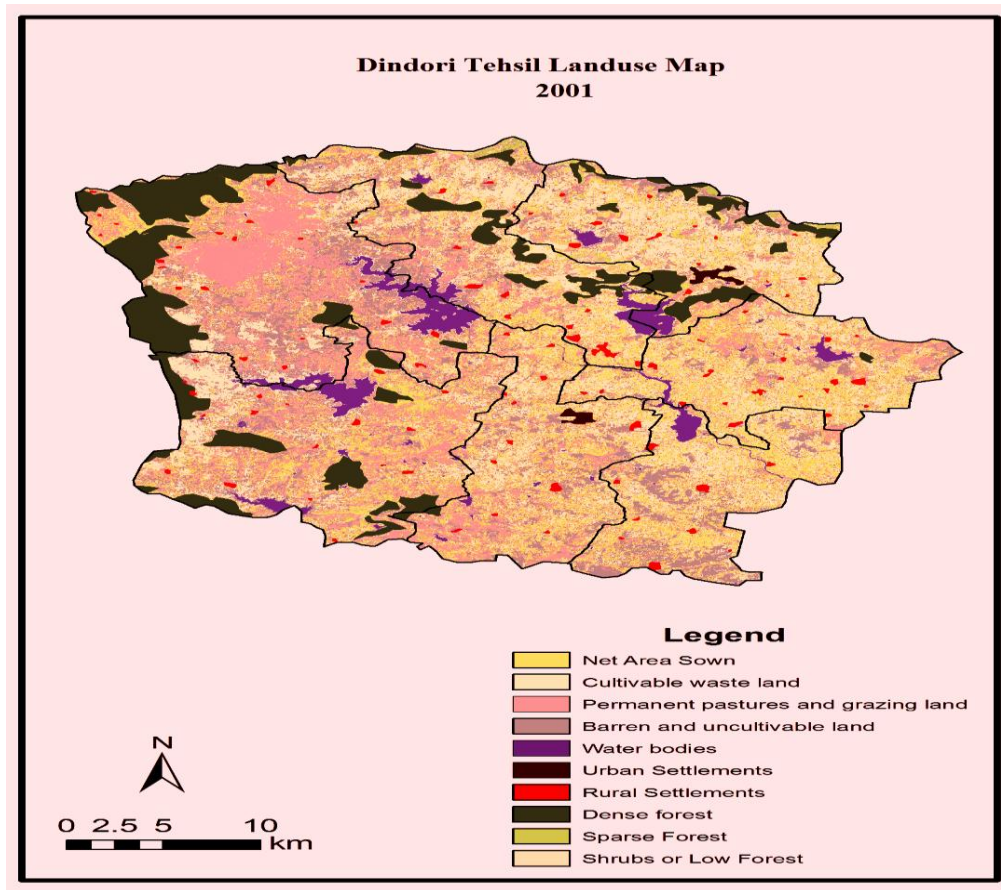 Dindori Tehsil Landuse Map
2001
Legend
Net Area Sown
Cultivable waste land
Permanent pastures and grazing land
Barren and uncultivable land
Water bodies
Urban Settlements
Rural Settlements
Dense forest
Sparse Forest
Shrubs or Low Forest
N
0 2.5 5 10
km